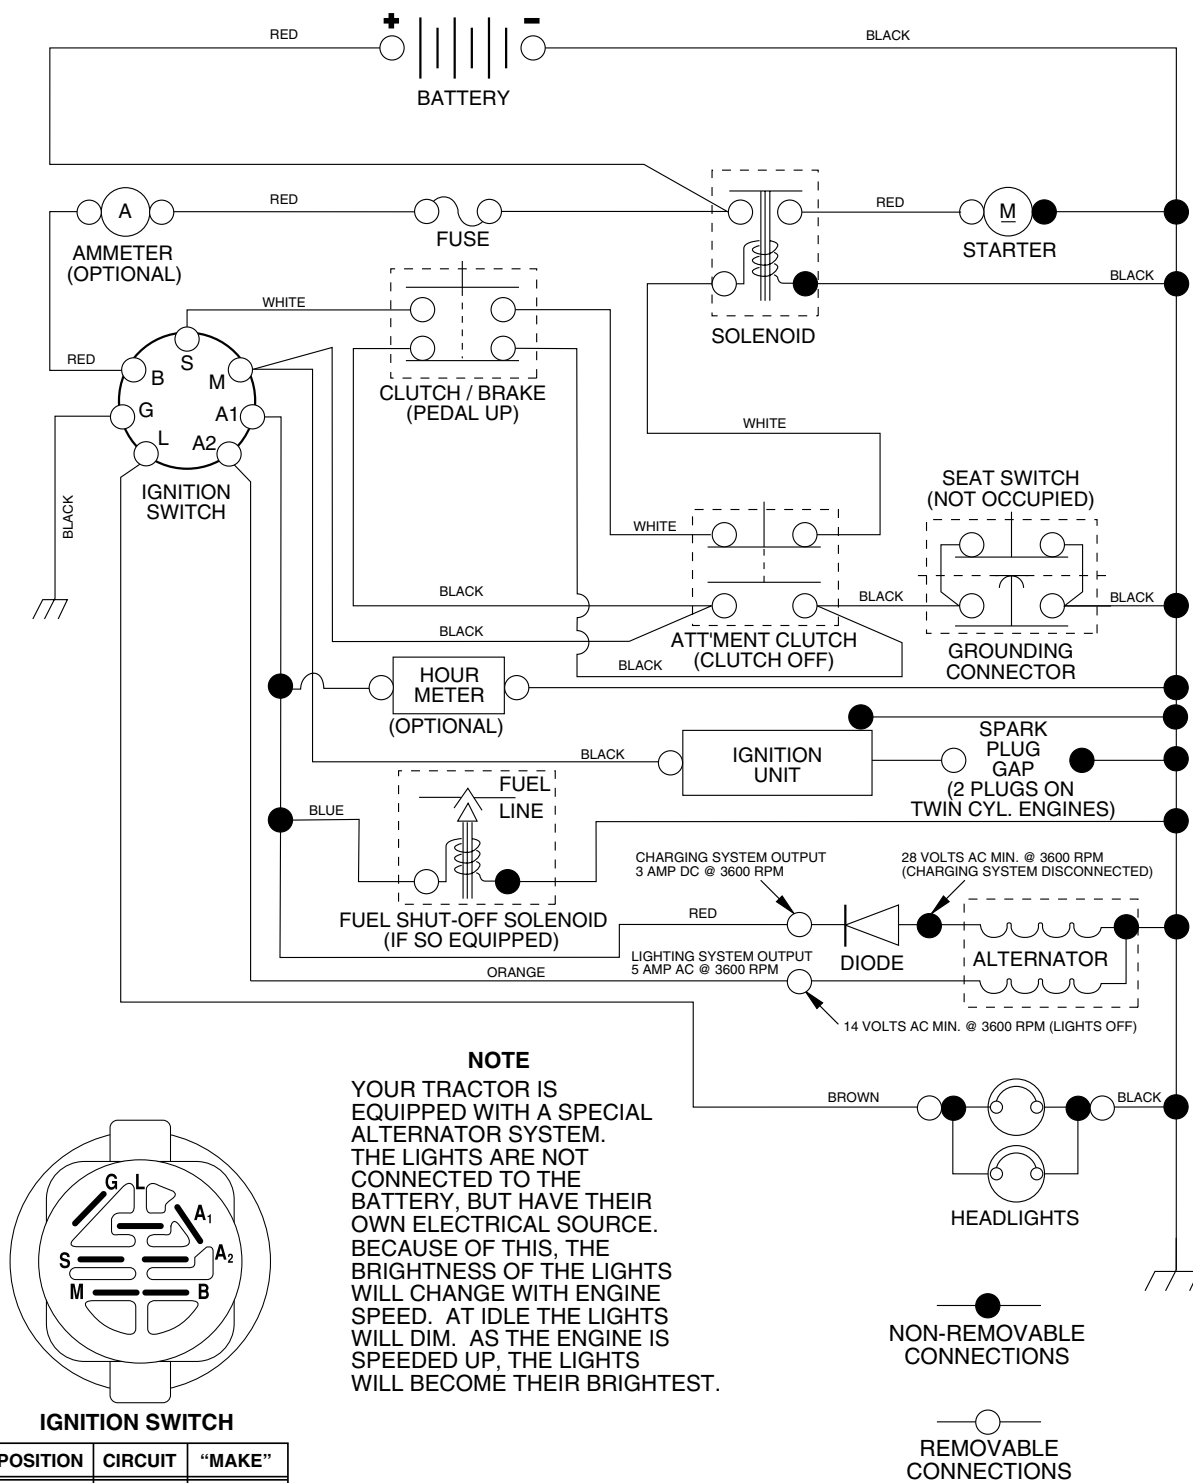 + −
RED
BLACK
BATTERY
A
RED
FUSE
RED
M
STARTER
AMMETER
(OPTIONAL)
BLACK
WHITE
SOLENOID
RED
S
B
M
CLUTCH / BRAKE
(PEDAL UP)
G
A1
L
A2
WHITE
IGNITION
SWITCH
BLACK
SEAT SWITCH
(NOT OCCUPIED)
WHITE
BLACK
BLACK
BLACK
BLACK
ATT'MENT CLUTCH
(CLUTCH OFF)
GROUNDING
CONNECTOR
BLACK
HOUR
METER
(OPTIONAL)
BLACK
IGNITION
UNIT
SPARK
PLUG
GAP
(2 PLUGS ON
TWIN CYL. ENGINES)
FUEL
LINE
BLUE
CHARGING SYSTEM OUTPUT
3 AMP DC @ 3600 RPM
28 VOLTS AC MIN. @ 3600 RPM
(CHARGING SYSTEM DISCONNECTED)
FUEL SHUT-OFF SOLENOID
(IF SO EQUIPPED)
RED
DIODE
ALTERNATOR
LIGHTING SYSTEM OUTPUT
5 AMP AC @ 3600 RPM
ORANGE
14 VOLTS AC MIN. @ 3600 RPM (LIGHTS OFF)
BROWN
BLACK
HEADLIGHTS
NOTE
YOUR TRACTOR IS
EQUIPPED WITH A SPECIAL
ALTERNATOR SYSTEM.
THE LIGHTS ARE NOT
CONNECTED TO THE
BATTERY, BUT HAVE THEIR
OWN ELECTRICAL SOURCE.
BECAUSE OF THIS, THE
BRIGHTNESS OF THE LIGHTS
WILL CHANGE WITH ENGINE
SPEED. AT IDLE THE LIGHTS
WILL DIM. AS THE ENGINE IS
SPEEDED UP, THE LIGHTS
WILL BECOME THEIR BRIGHTEST.
G L
A1
S
A2
M
B
IGNITION SWITCH
POSITION CIRCUIT “MAKE”
NON-REMOVABLE
CONNECTIONS
REMOVABLE
CONNECTIONS